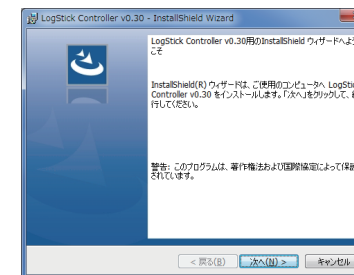 LogStick Controller v0.30 - InstallShield Wizard
LogStick Controller v0.30用のInstallShield ウィザードへよう
こそ
InstallShield(R) ウィザードは、ご使用のコンピュータへ LogStic
Controller v0.30 をインストールします。「次へ」をクリックして、続
行してください。
警告: このプログラムは、著作権法および国際協定によって保護
されています。
< 戻る(B)
次へ(N) >
キャンセル